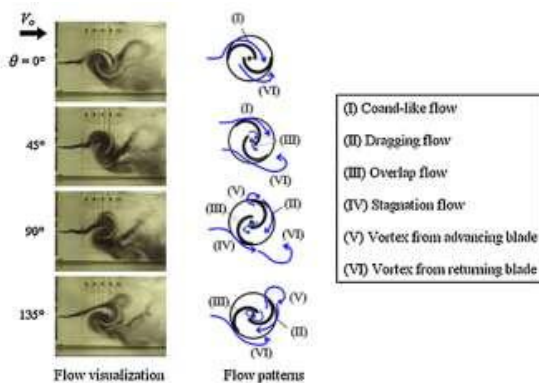 V₀
θ = 0°
(I)
(VI)
45°
(I)
(III)
(VI)
90°
(V)
(III)
(II)
(IV)
(VI)
135°
(III)
(V)
(II)
(VI)
Flow visualization
Flow patterns
(I) Coand-like flow
(II) Dragging flow
(III) Overlap flow
(IV) Stagnation flow
(V) Vortex from advancing blade
(VI) Vortex from returning blade